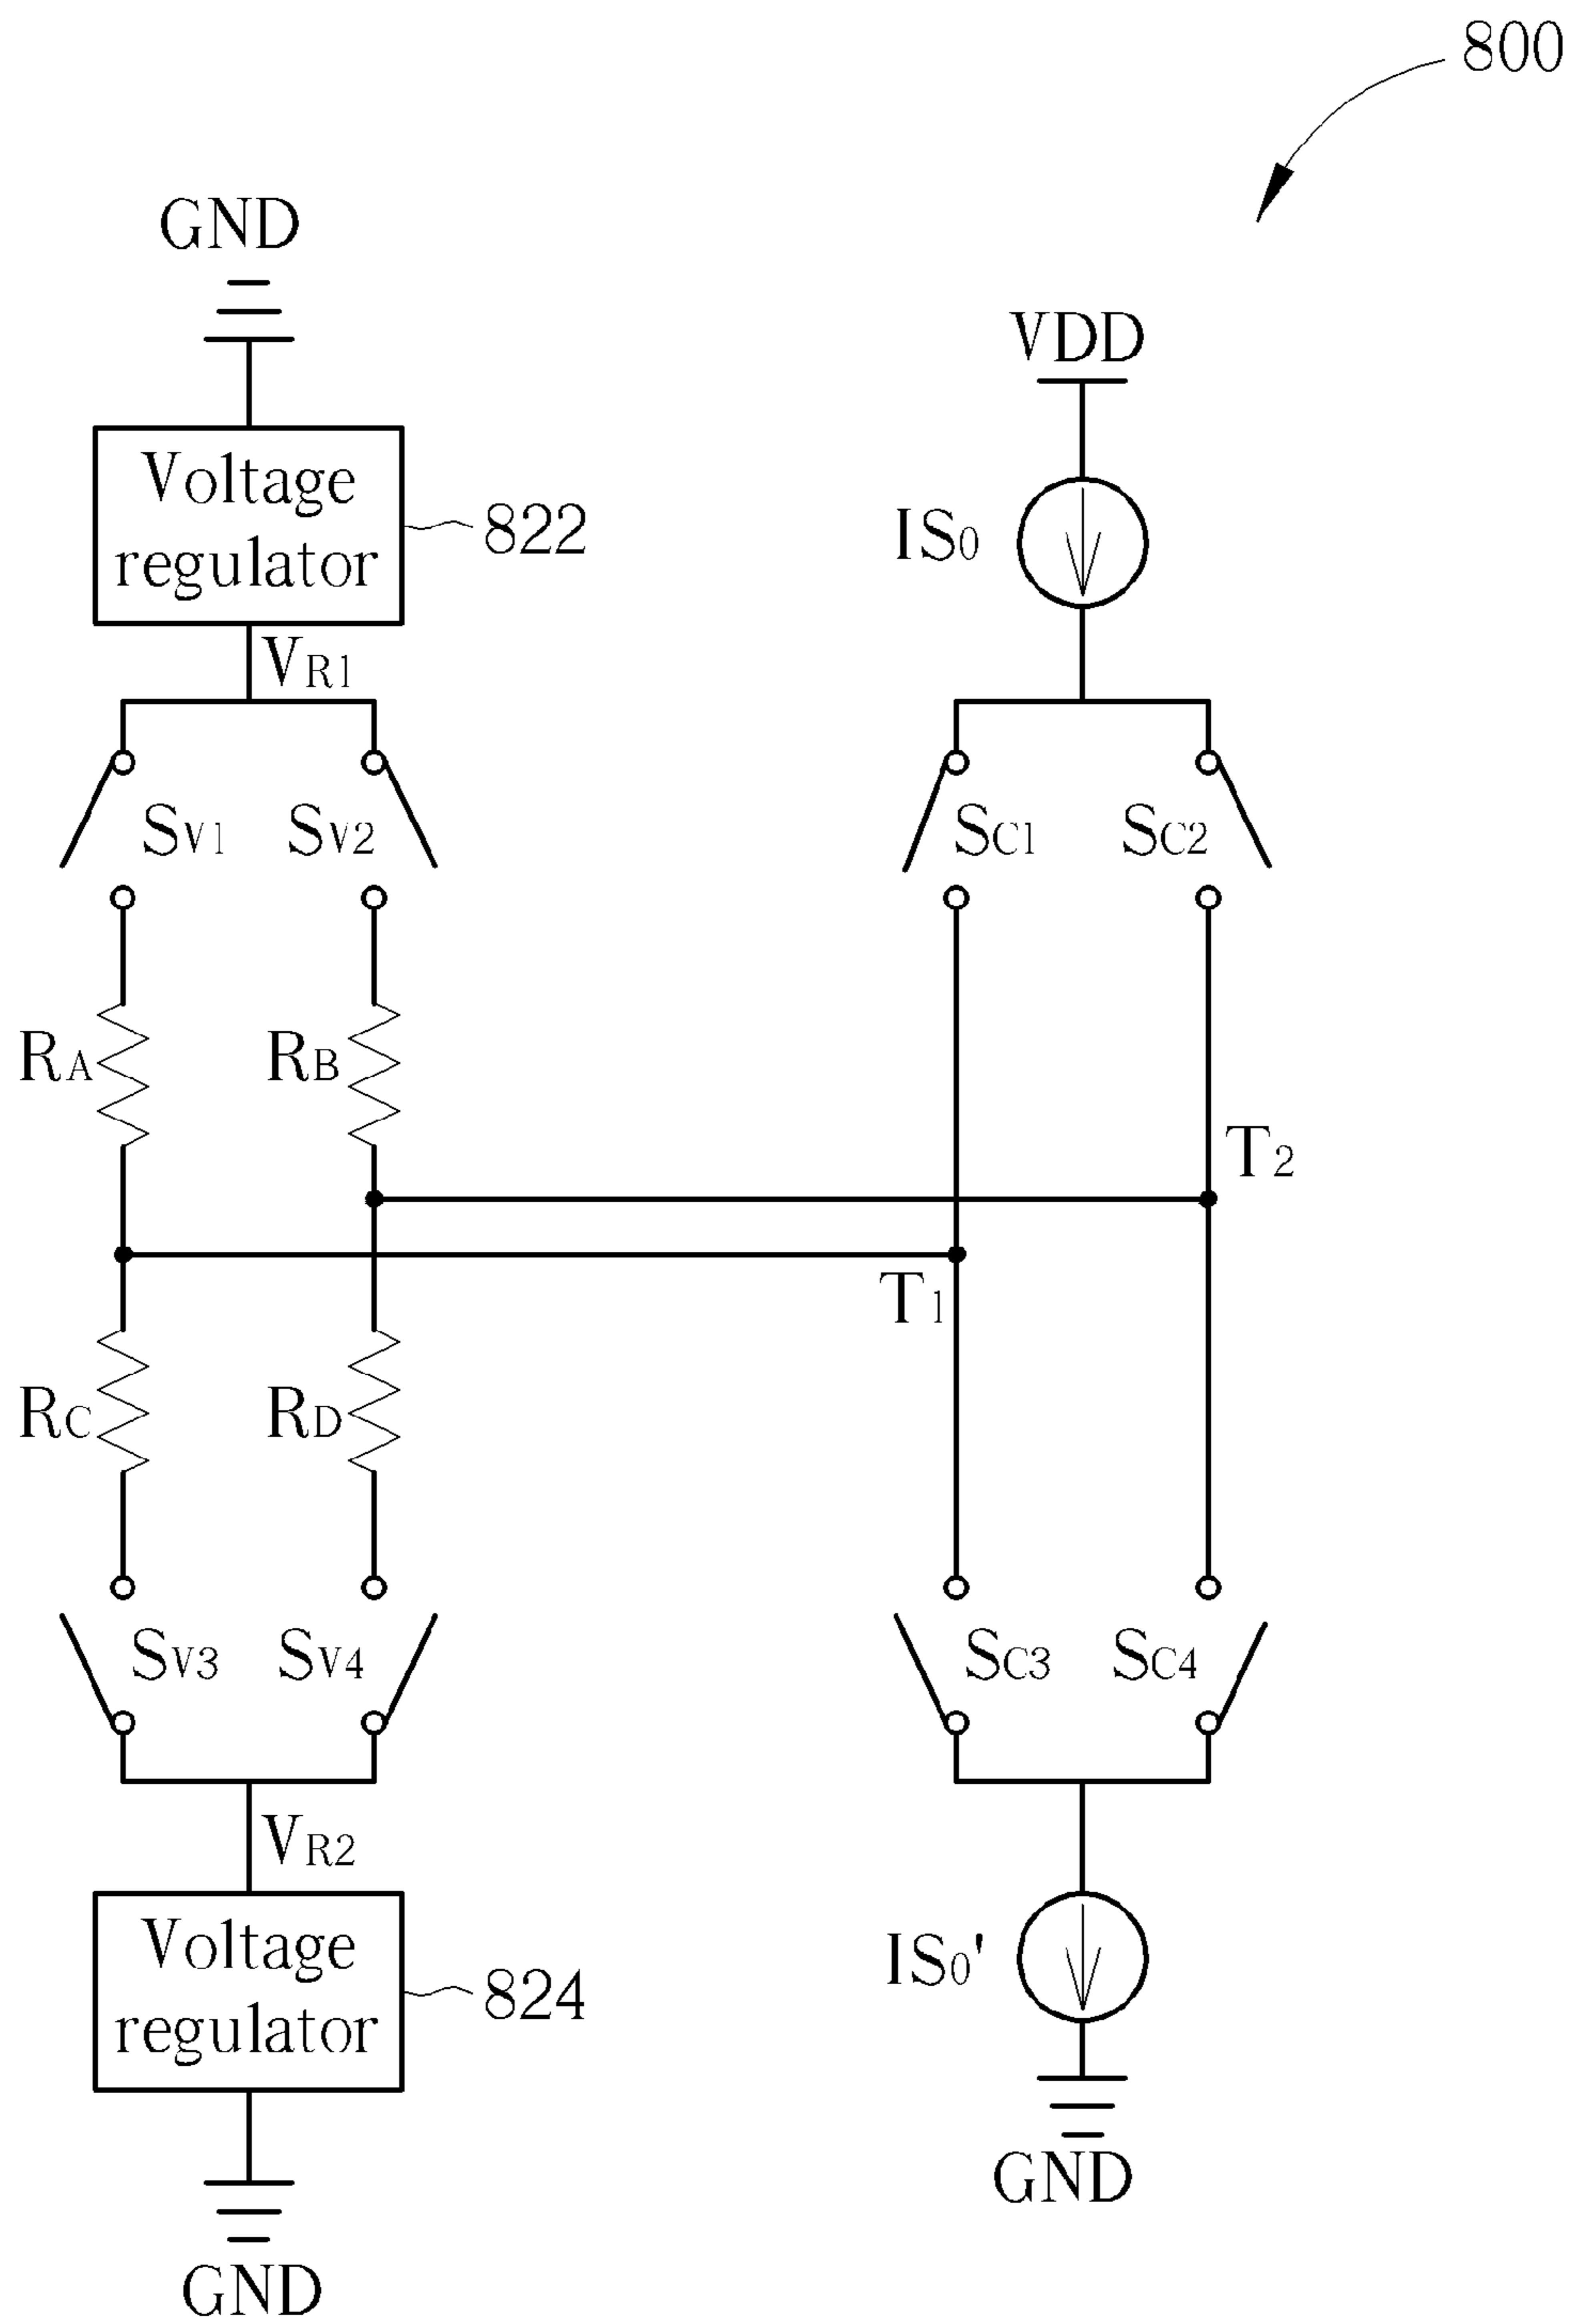 800
GND
VDD
Voltage
regulator
822
IS0
VR1
SV1
SV2
SC1
SC2
RA
RB
T2
T1
RC
RD
SV3
SV4
SC3
SC4
VR2
Voltage
regulator
824
IS0'
GND
GND